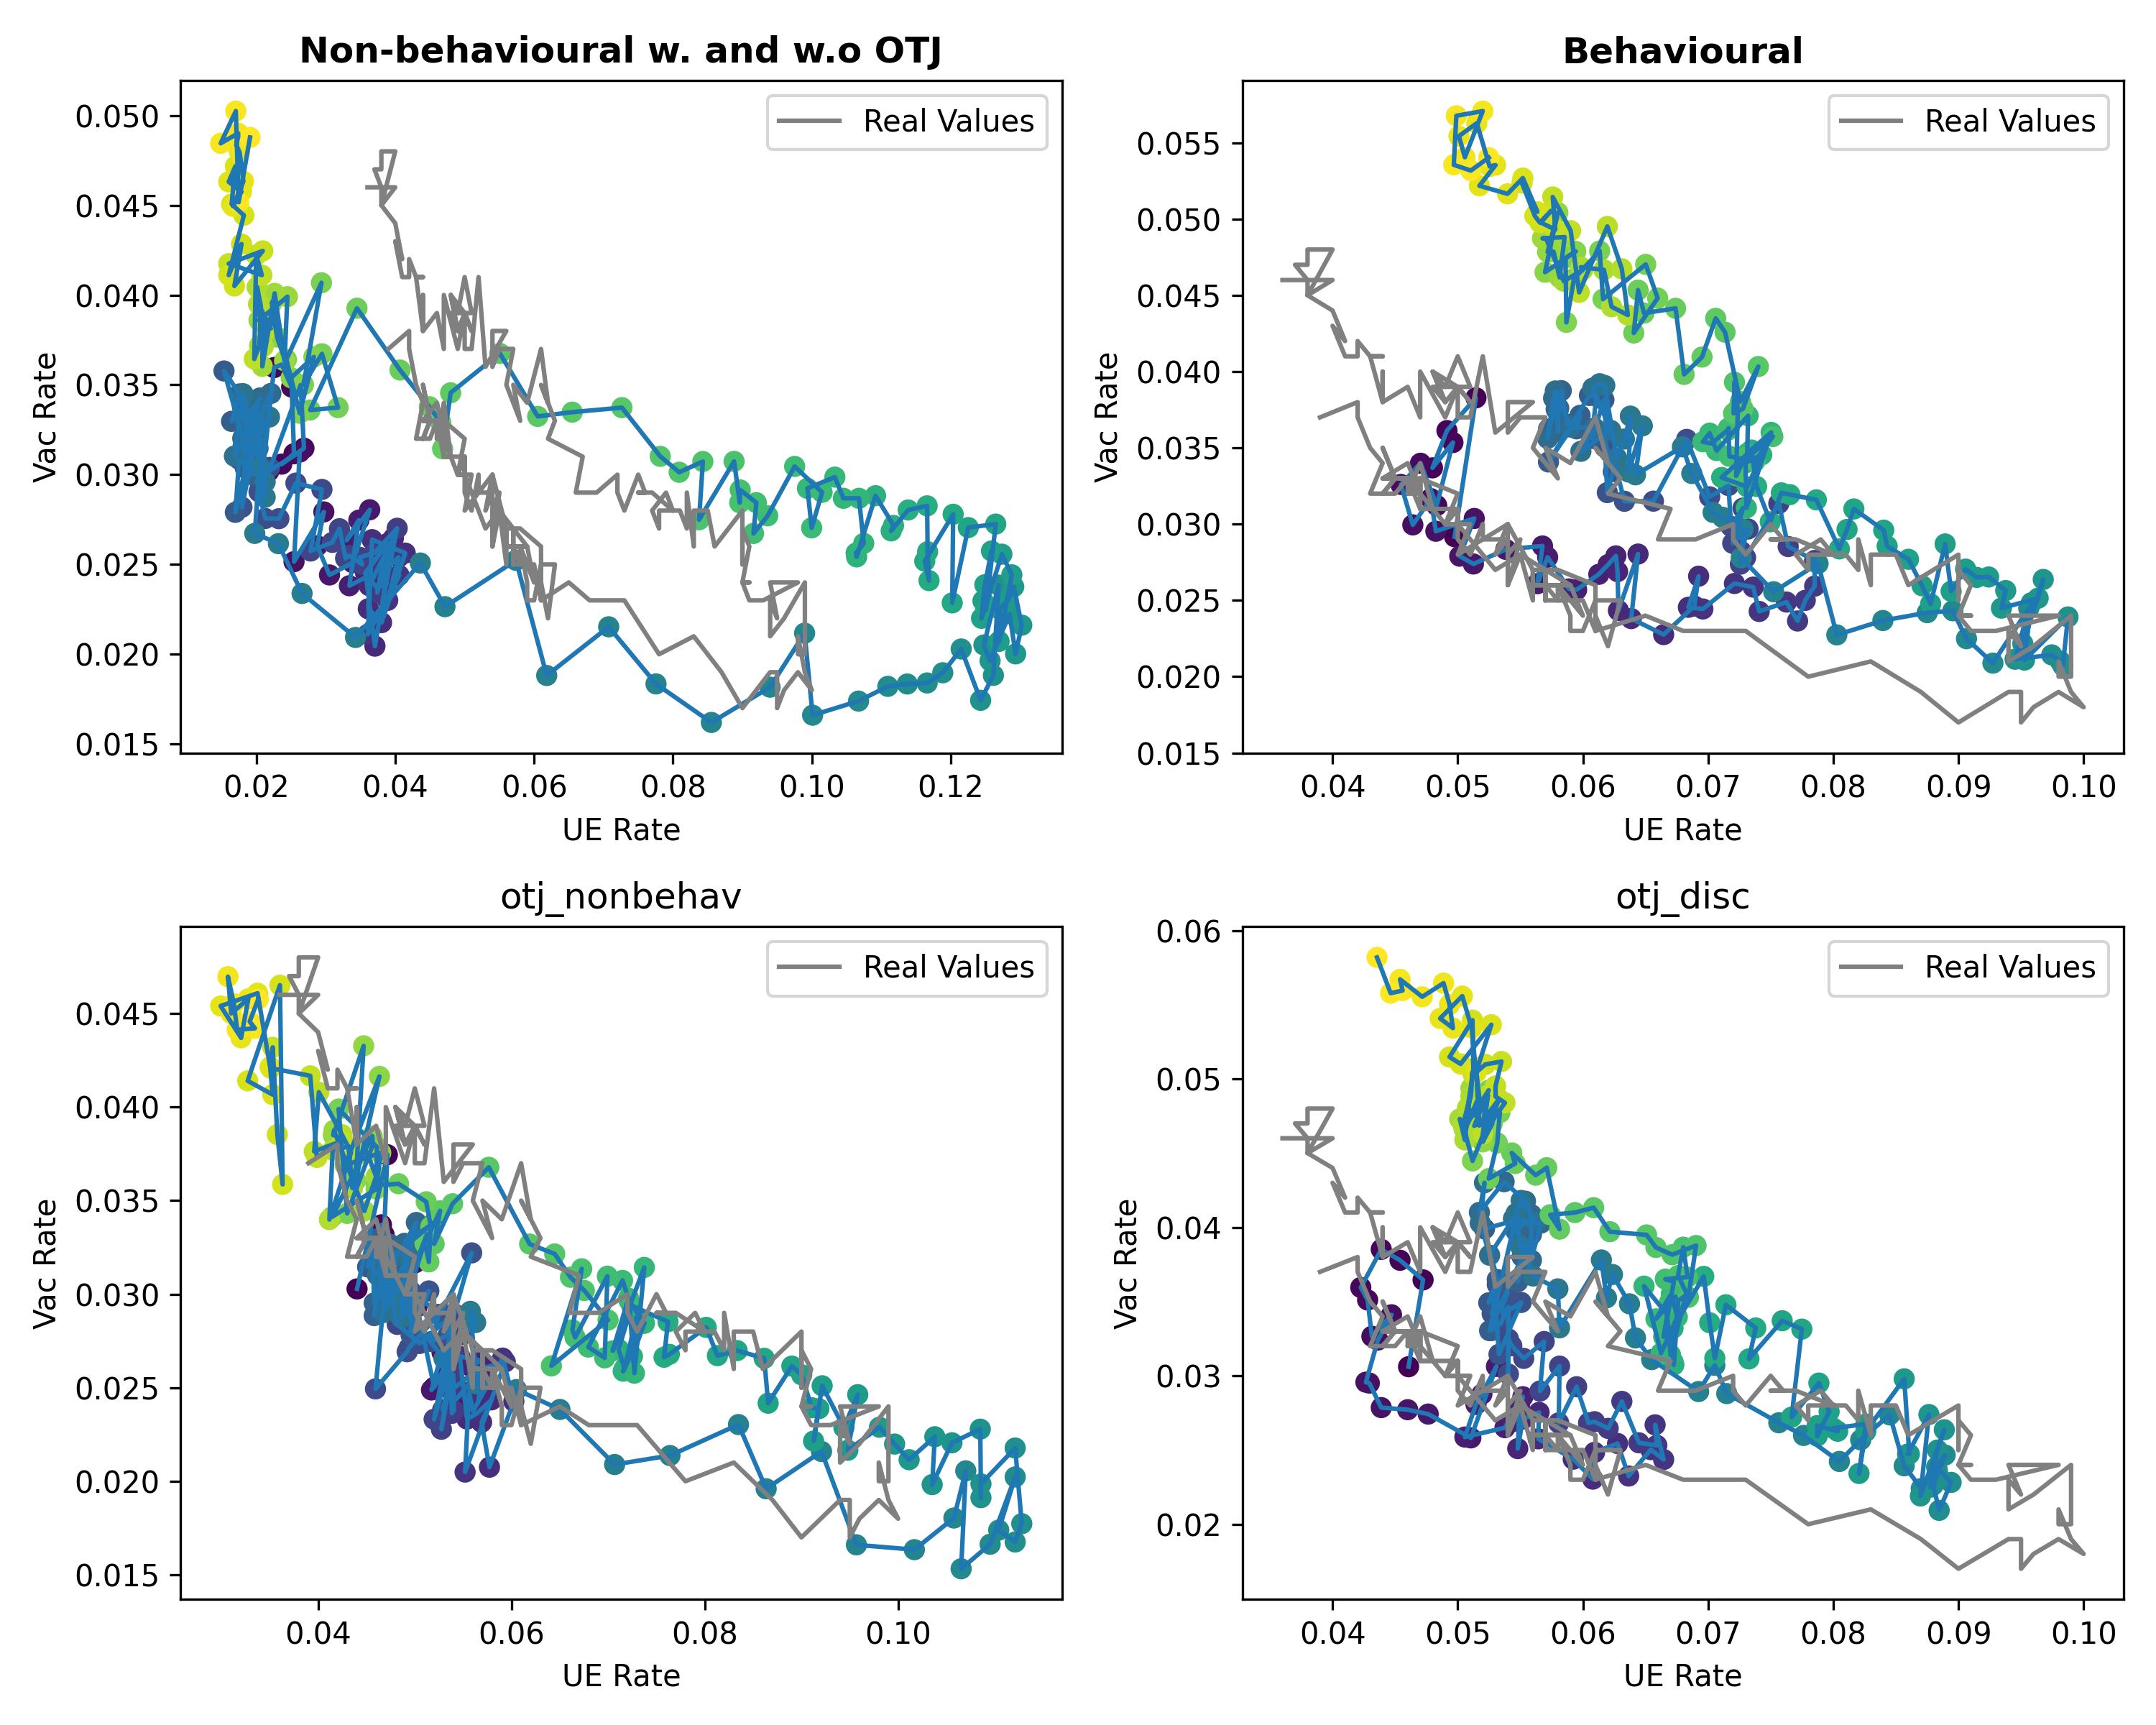 Non-behavioural w. and w.o OTJ
Vac Rate
0.050
0.045
0.040
0.035
0.030
0.025
0.020
0.015
Real Values
0.02 0.04 0.06 0.08 0.10 0.12
UE Rate
Behavioural
Vac Rate
0.055
0.050
0.045
0.040
0.035
0.030
0.025
0.020
0.015
Real Values
0.04 0.05 0.06 0.07 0.08 0.09 0.10
UE Rate
otj_nonbehav
Vac Rate
0.045
0.040
0.035
0.030
0.025
0.020
0.015
Real Values
0.04 0.06 0.08 0.10
UE Rate
otj_disc
Vac Rate
0.06
0.05
0.04
0.03
0.02
Real Values
0.04 0.05 0.06 0.07 0.08 0.09 0.10
UE Rate